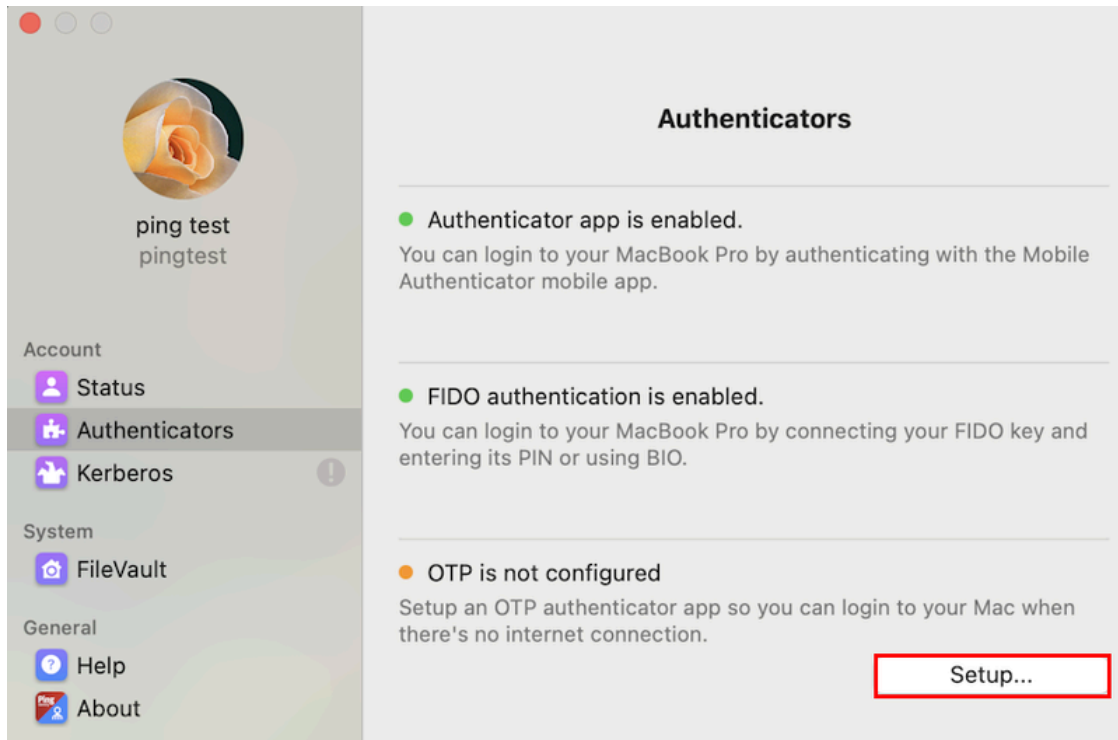 ping test
pingtest
Account
Status
Authenticators
Kerberos
System
FileVault
General
Help
About
Authenticators
Authenticator app is enabled.
You can login to your MacBook Pro by authenticating with the Mobile
Authenticator mobile app.
FIDO authentication is enabled.
You can login to your MacBook Pro by connecting your FIDO key and
entering its PIN or using BIO.
OTP is not configured
Setup an OTP authenticator app so you can login to your Mac when
there's no internet connection.
Setup...